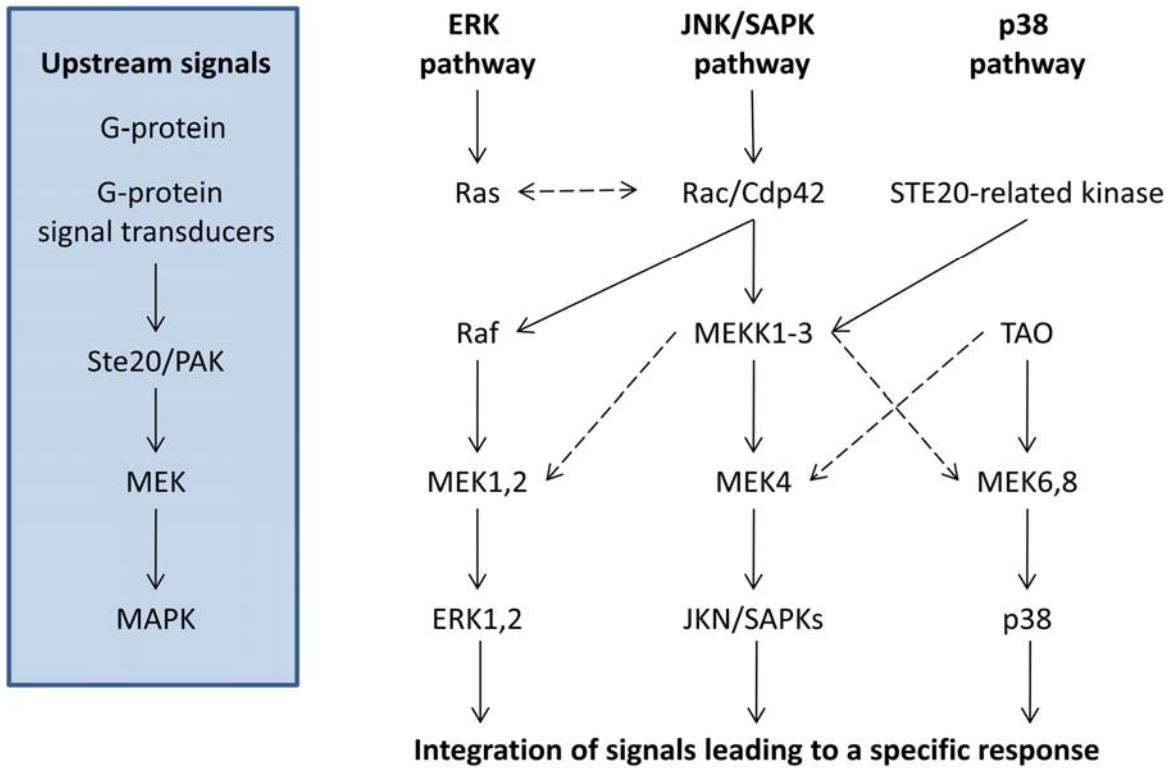 Upstream signals
G-protein
G-protein
signal transducers
Ste20/PAK
MEK
MAPK
ERK
pathway
JNK/SAPK
pathway
p38
pathway
Ras
Rac/Cdp42
STE20-related kinase
Raf
MEKK1-3
TAO
MEK1,2
MEK4
MEK6,8
ERK1,2
JKN/SAPKs
p38
Integration of signals leading to a specific response